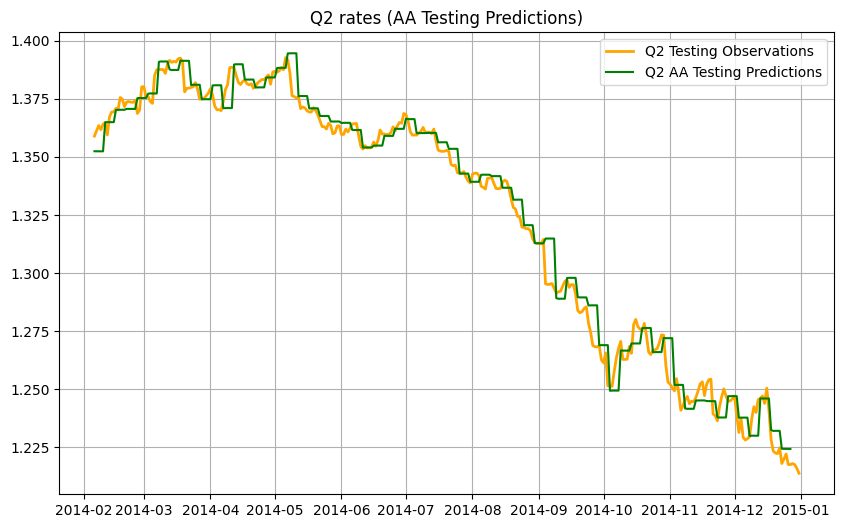 Q2 rates (AA Testing Predictions)
Q2 Testing Observations
Q2 AA Testing Predictions
1.400
1.375
1.350
1.325
1.300
1.275
1.250
1.225
2014-02 2014-03 2014-04 2014-05 2014-06 2014-07 2014-08 2014-09 2014-10 2014-11 2014-12 2015-01